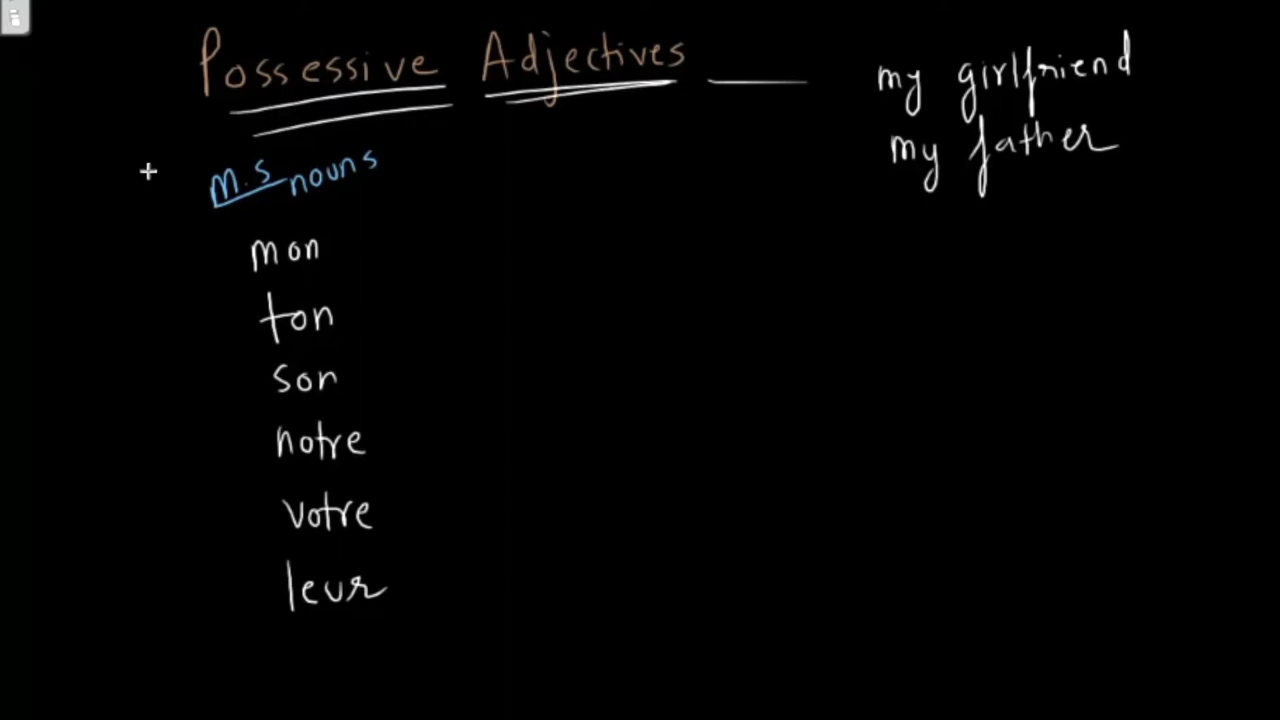 Possessive Adjectives
my girlfriend
my father
m.s nouns
mon
ton
son
notre
votre
leur